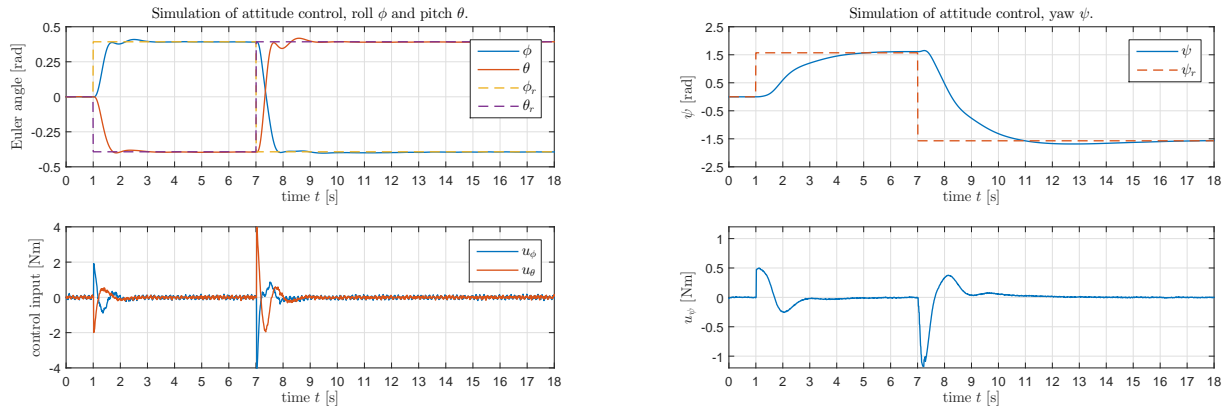 Simulation of attitude control, roll ϕ and pitch θ.
Euler angle [rad]
0.5
0.25
0
-0.25
-0.5
ϕ
θ
ϕ_r
θ_r
0 1 2 3 4 5 6 7 8 9 10 11 12 13 14 15 16 17 18
time t [s]
control input [Nm]
4
2
0
-2
-4
u_ϕ
u_θ
0 1 2 3 4 5 6 7 8 9 10 11 12 13 14 15 16 17 18
time t [s]
Simulation of attitude control, yaw ψ.
ψ [rad]
2.5
1.5
0.5
-0.5
-1.5
-2.5
ψ
ψ_r
0 1 2 3 4 5 6 7 8 9 10 11 12 13 14 15 16 17 18
time t [s]
u_ψ [Nm]
1
0.5
0
-0.5
-1
0 1 2 3 4 5 6 7 8 9 10 11 12 13 14 15 16 17 18
time t [s]